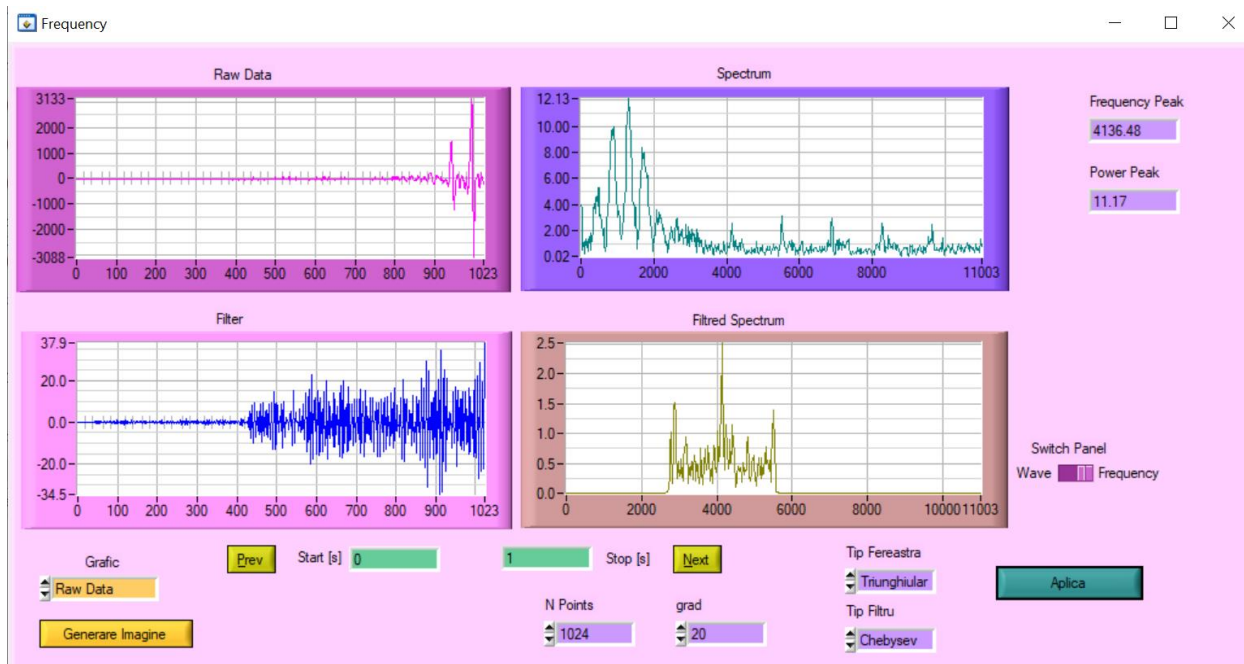 Frequency
Raw Data
3133
2000
1000
0
-1000
-2000
-3088
0 100 200 300 400 500 600 700 800 900 1023
Spectrum
12.13
10.00
8.00
6.00
4.00
2.00
0.02
0 2000 4000 6000 8000 11003
Frequency Peak
4136.48
Power Peak
11.17
Filter
37.9
20.0
0.0
-20.0
-34.5
0 100 200 300 400 500 600 700 800 900 1023
Filtred Spectrum
2.5
2.0
1.5
1.0
0.5
0.0
0 2000 4000 6000 8000 10000 11003
Switch Panel
Wave Frequency
Grafic
Raw Data
Generare Imagine
Prev
Start [s] 0
1 Stop [s]
Next
N Points
1024
grad
20
Tip Fereastra
Triunghiular
Tip Filtru
Chebysev
Aplica